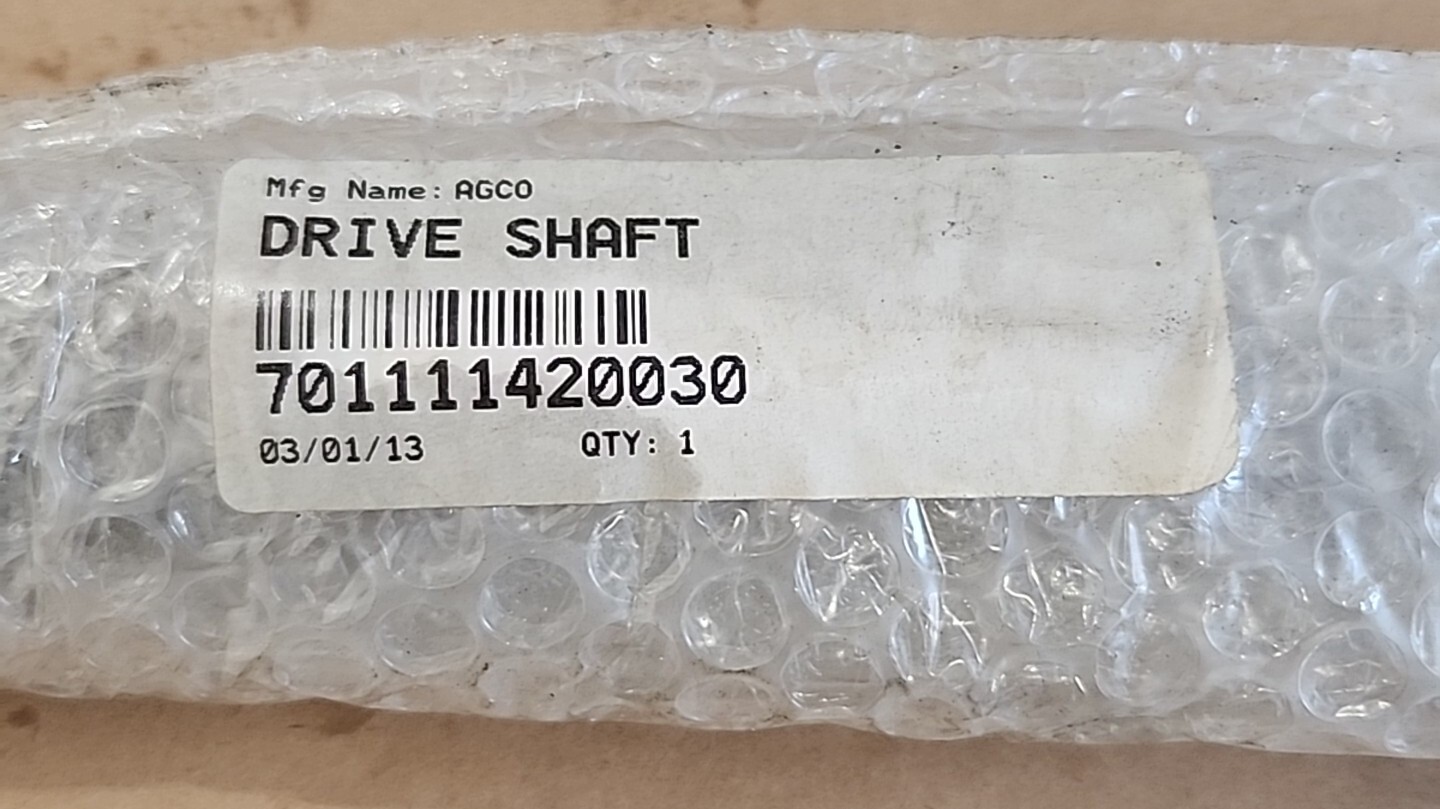 Mfg Name: AGCO
DRIVE SHAFT
701111420030
03/01/13 QTY: 1